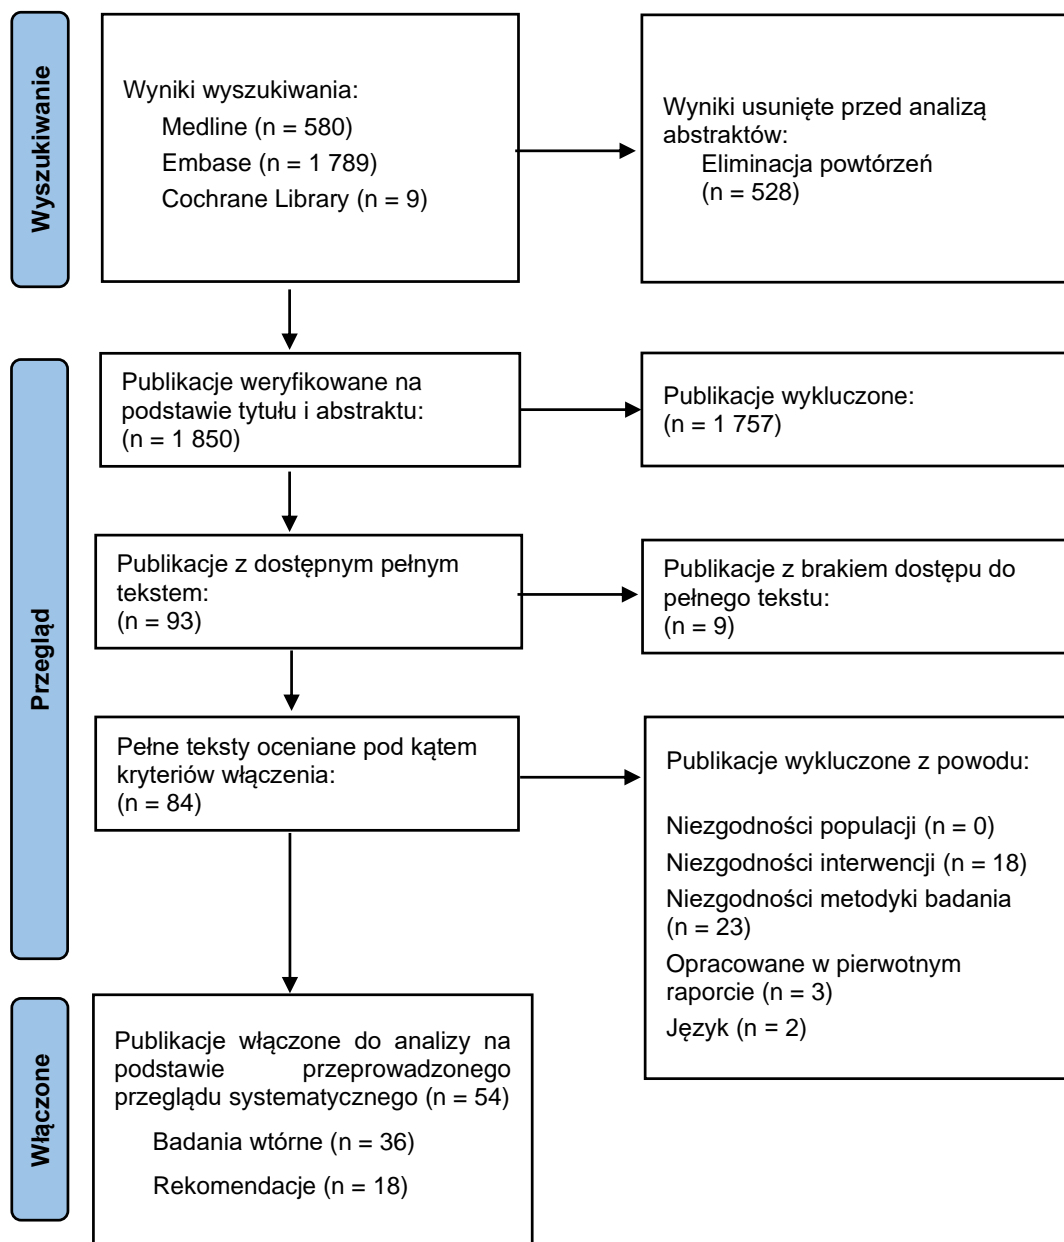 Wyszukiwanie
Wyniki wyszukiwania:
Medline (n = 580)
Embase (n = 1 789)
Cochrane Library (n = 9)
Wyniki usunięte przed analizą
abstraktów:
Eliminacja powtórzeń
(n = 528)
Przegląd
Publikacje weryfikowane na
podstawie tytułu i abstraktu:
(n = 1 850)
Publikacje wykluczone:
(n = 1 757)
Publikacje z dostępnym pełnym
tekstem:
(n = 93)
Publikacje z brakiem dostępu do
pełnego tekstu:
(n = 9)
Pełne teksty oceniane pod kątem
kryteriów włączenia:
(n = 84)
Publikacje wykluczone z powodu:
Niezgodności populacji (n = 0)
Niezgodności interwencji (n = 18)
Niezgodności metodyki badania
(n = 23)
Opracowane w pierwotnym
raporcie (n = 3)
Język (n = 2)
Włączone
Publikacje włączone do analizy na
podstawie przeprowadzonego
przeglądu systematycznego (n = 54)
Badania wtórne (n = 36)
Rekomendacje (n = 18)